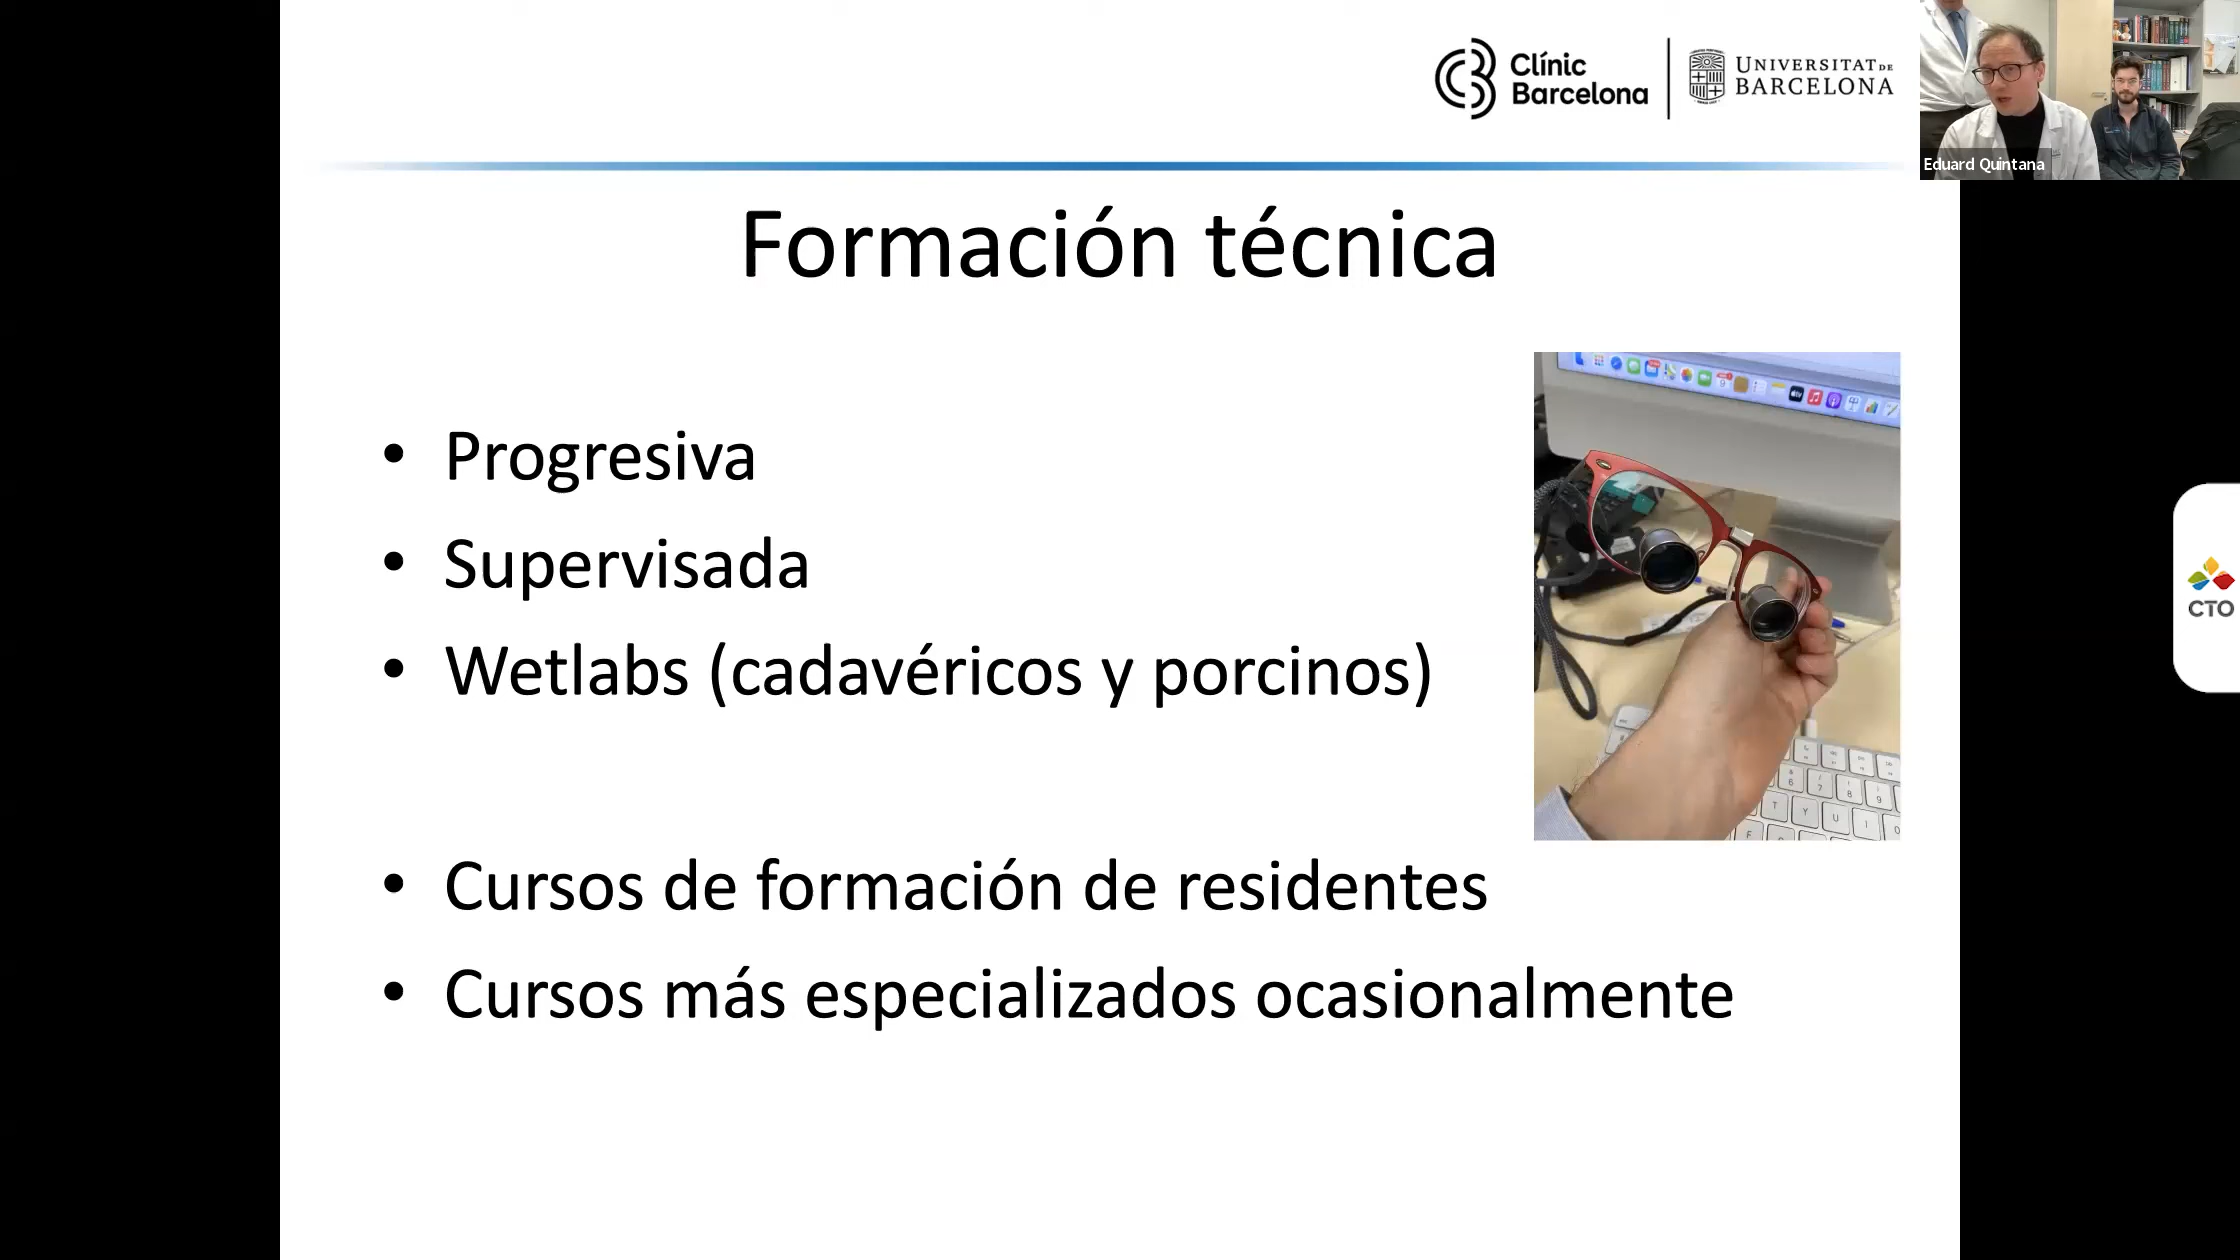 Clínic
Barcelona
UNIVERSITAT DE
BARCELONA
Eduard Quintana
Formación técnica
• Progresiva
• Supervisada
• Wetlabs (cadavéricos y porcinos)
• Cursos de formación de residentes
• Cursos más especializados ocasionalmente
CTO